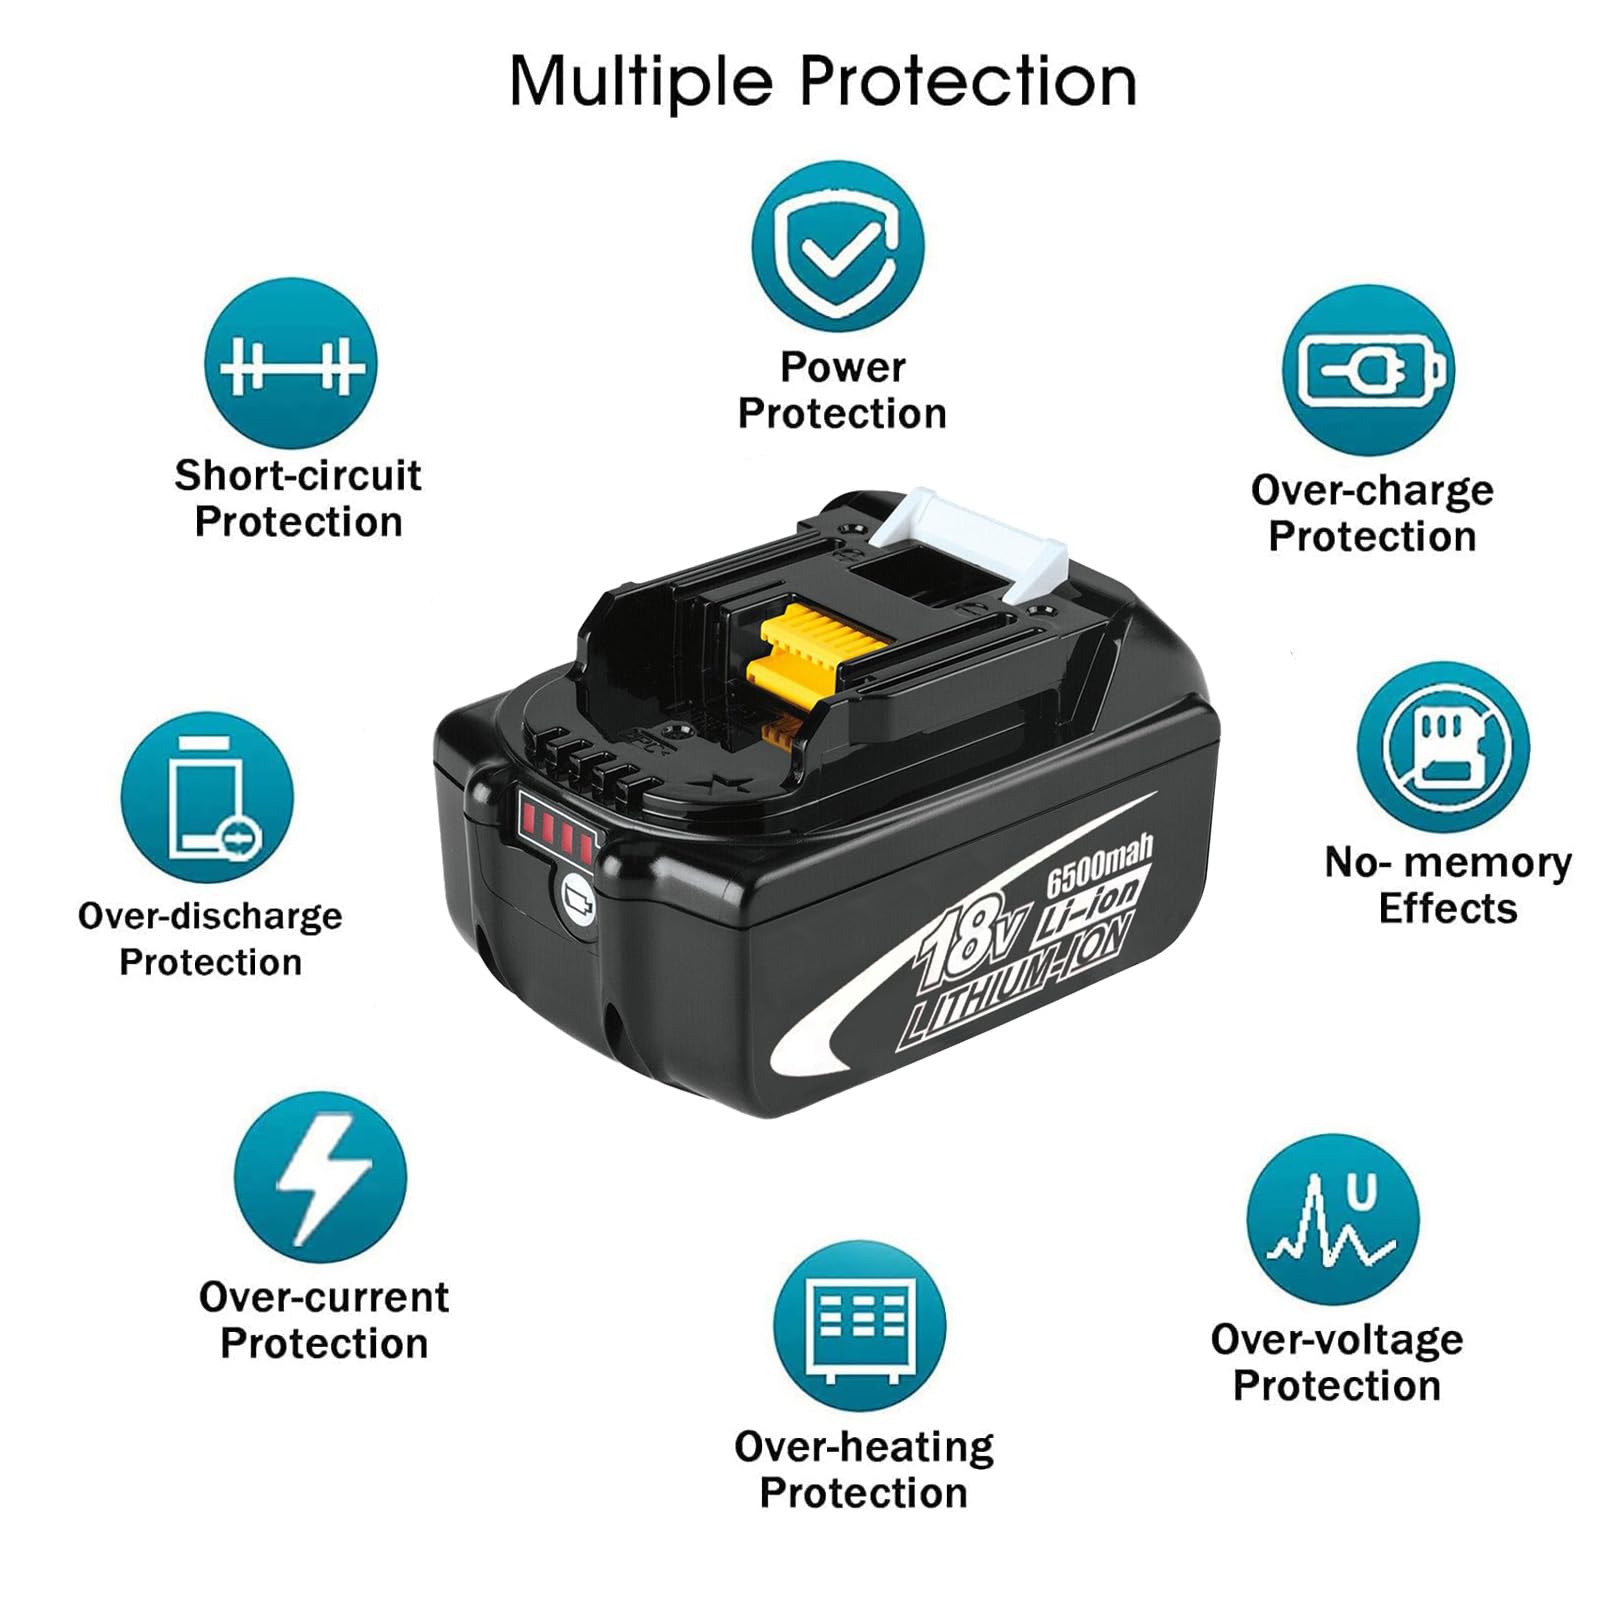 Multiple Protection
Power
Protection
Short-circuit
Protection
Over-charge
Protection
Over-discharge
Protection
No- memory
Effects
6500mah
18V Li-ion
LITHIUM-ION
Over-current
Protection
U
Over-voltage
Protection
Over-heating
Protection